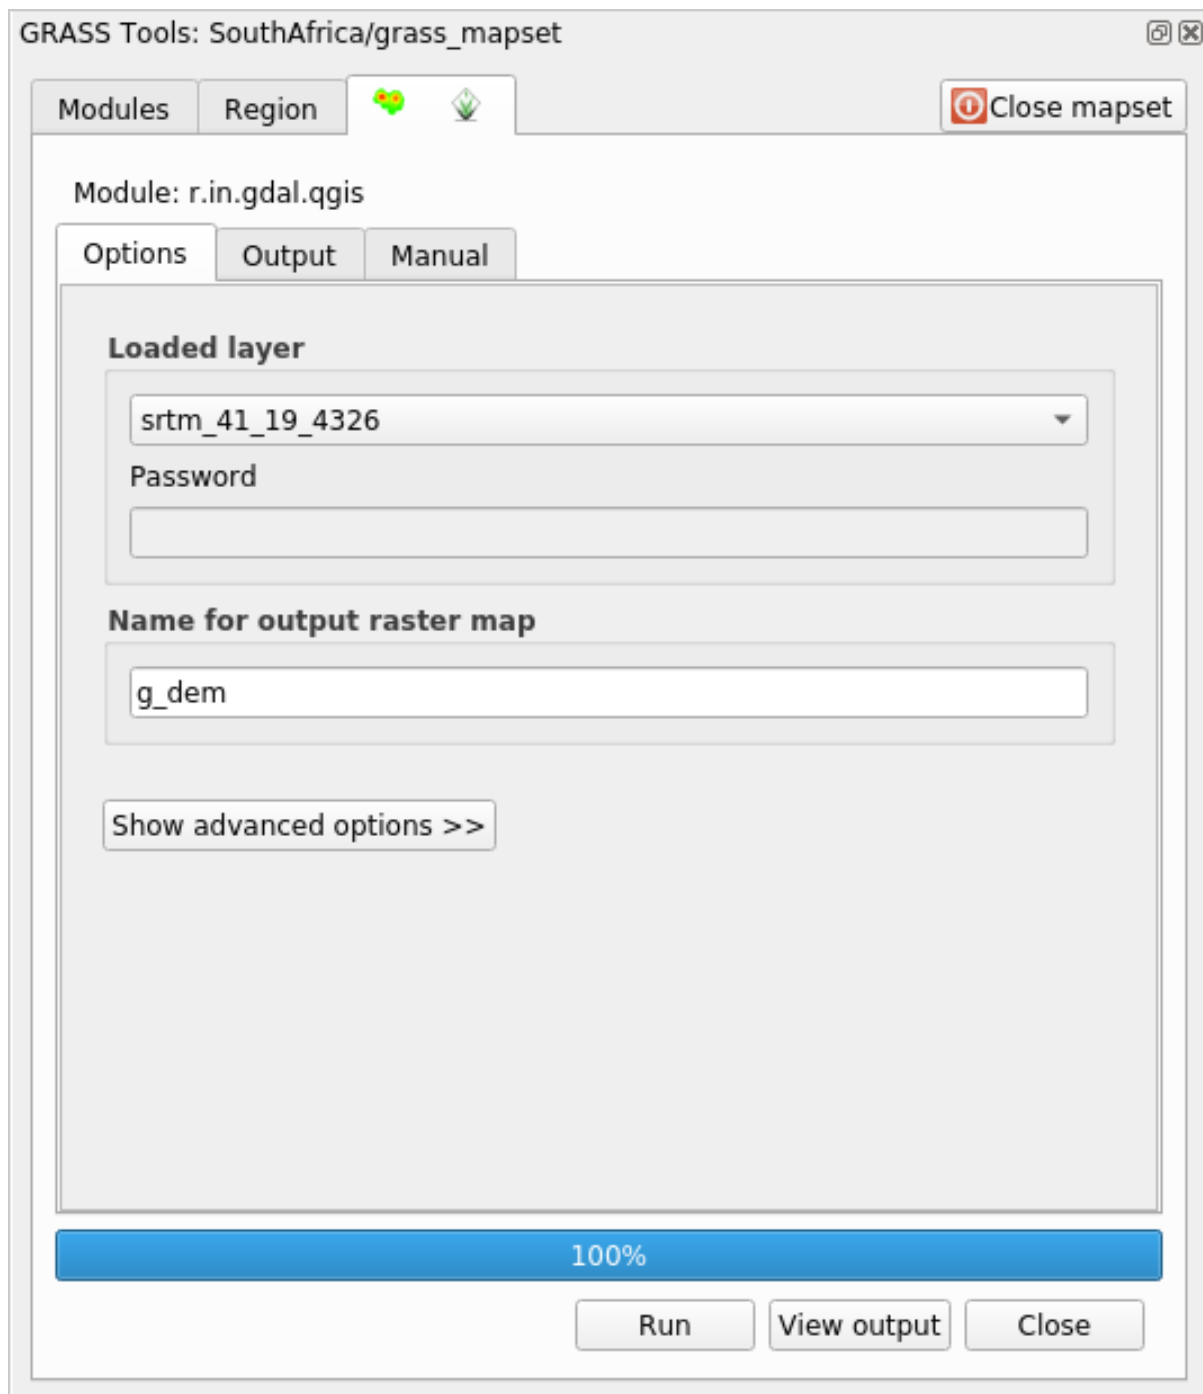 GRASS Tools: SouthAfrica/grass_mapset
Modules Region Close mapset
Module: r.in.gdal.qgis
Options Output Manual
Loaded layer
srtm_41_19_4326
Password
Name for output raster map
g_dem
Show advanced options >>
100%
Run View output Close